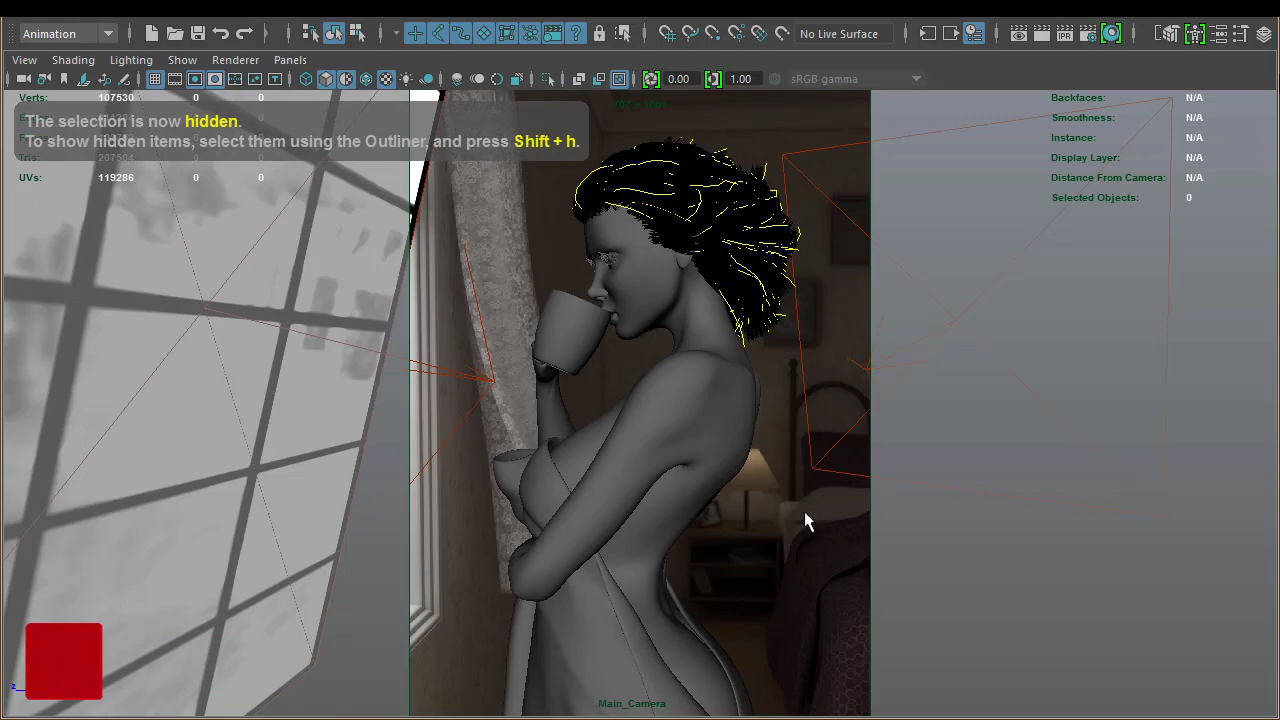 Animation
No Live Surface
View Shading Lighting Show Renderer Panels
0.00 1.00 sRGB gamma
Verts: 107530 0 0
The selection is now hidden.
To show hidden items, select them using the Outliner, and press Shift + h.
207504
UVs: 119286 0 0
Backfaces: N/A
Smoothness: N/A
Instance: N/A
Display Layer: N/A
Distance From Camera: N/A
Selected Objects: 0
IPR
z
Main_Camera